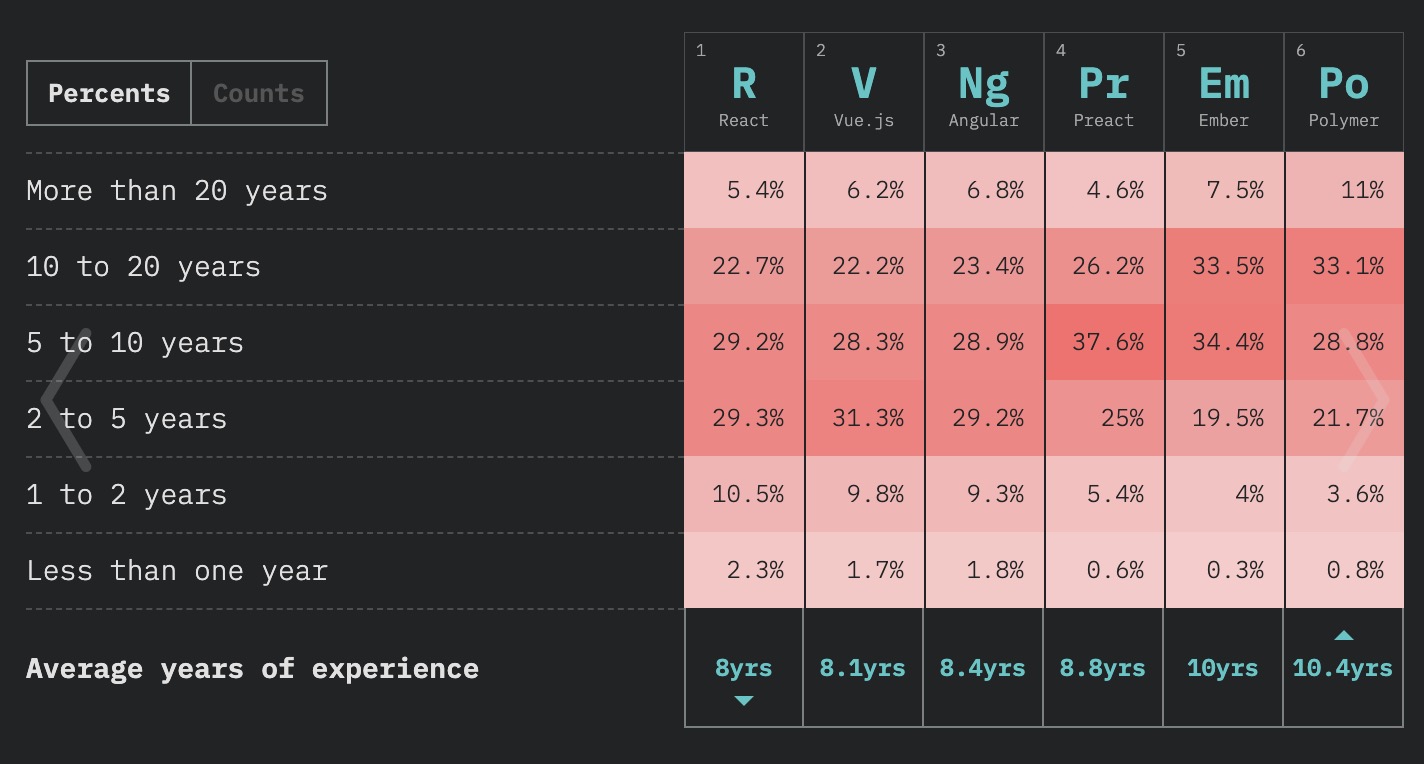 Percents Counts
1 2 3 4 5 6
R V Ng Pr Em Po
React Vue.js Angular Preact Ember Polymer
More than 20 years 5.4% 6.2% 6.8% 4.6% 7.5% 11%
10 to 20 years 22.7% 22.2% 23.4% 26.2% 33.5% 33.1%
5 to 10 years 29.2% 28.3% 28.9% 37.6% 34.4% 28.8%
2 to 5 years 29.3% 31.3% 29.2% 25% 19.5% 21.7%
1 to 2 years 10.5% 9.8% 9.3% 5.4% 4% 3.6%
Less than one year 2.3% 1.7% 1.8% 0.6% 0.3% 0.8%
Average years of experience 8yrs 8.1yrs 8.4yrs 8.8yrs 10yrs 10.4yrs